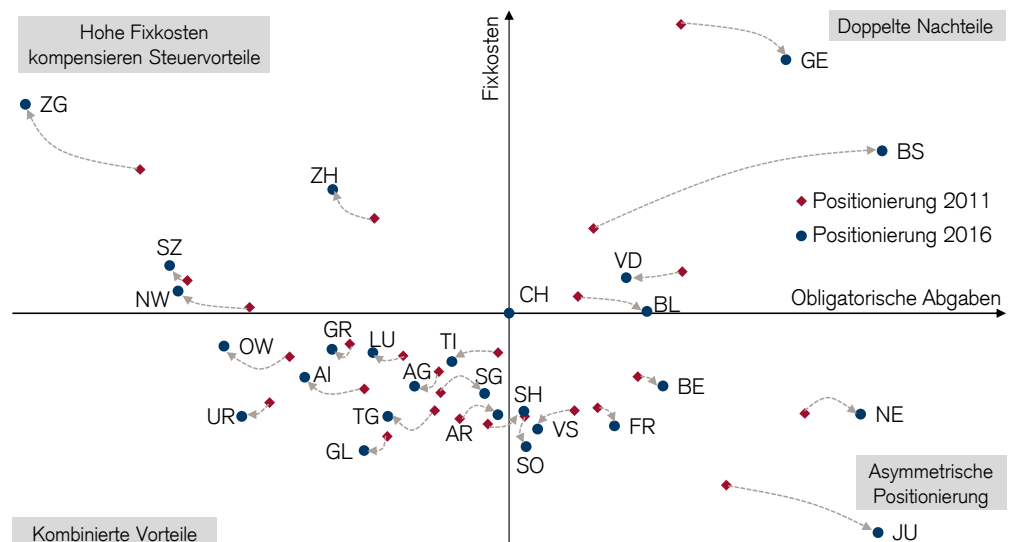 Hohe Fixkosten
kompensieren Steuervorteile
Fixkosten
Doppelte Nachteile
GE
ZG
BS
ZH
Positionierung 2011
Positionierung 2016
SZ
VD
NW
CH
BL
Obligatorische Abgaben
OW
GR
LU
TI
AI
AG
SG
BE
UR
TG
AR
SH
VS
FR
NE
GL
SO
Asymmetrische
Positionierung
JU
Kombinierte Vorteile